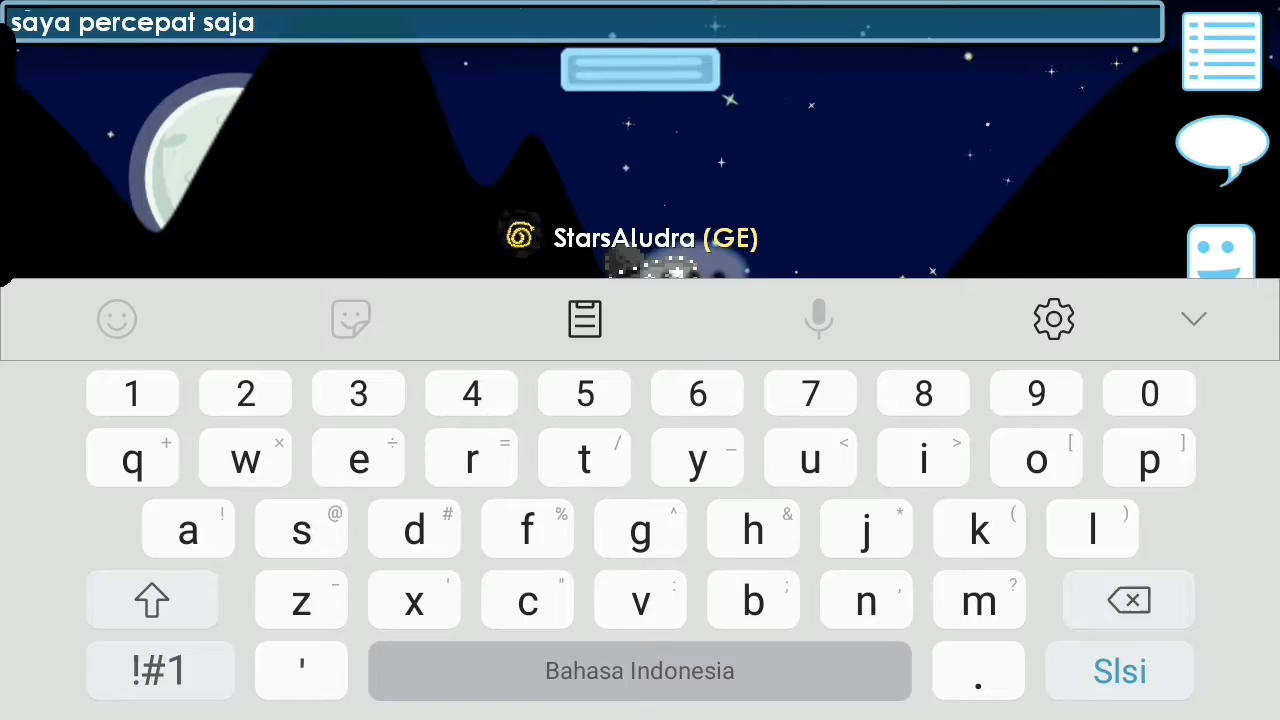 saya percepat saja
StarsAludra (GE)
1 2 3 4 5 6 7 8 9 0
q + w × e ÷ r = t / y _ u < i > o [ p ]
a ! s @ d # f % g ^ h & j * k ( l )
z - x ' c " v : b ; n , m ?
!#1 ' Bahasa Indonesia . Slsi